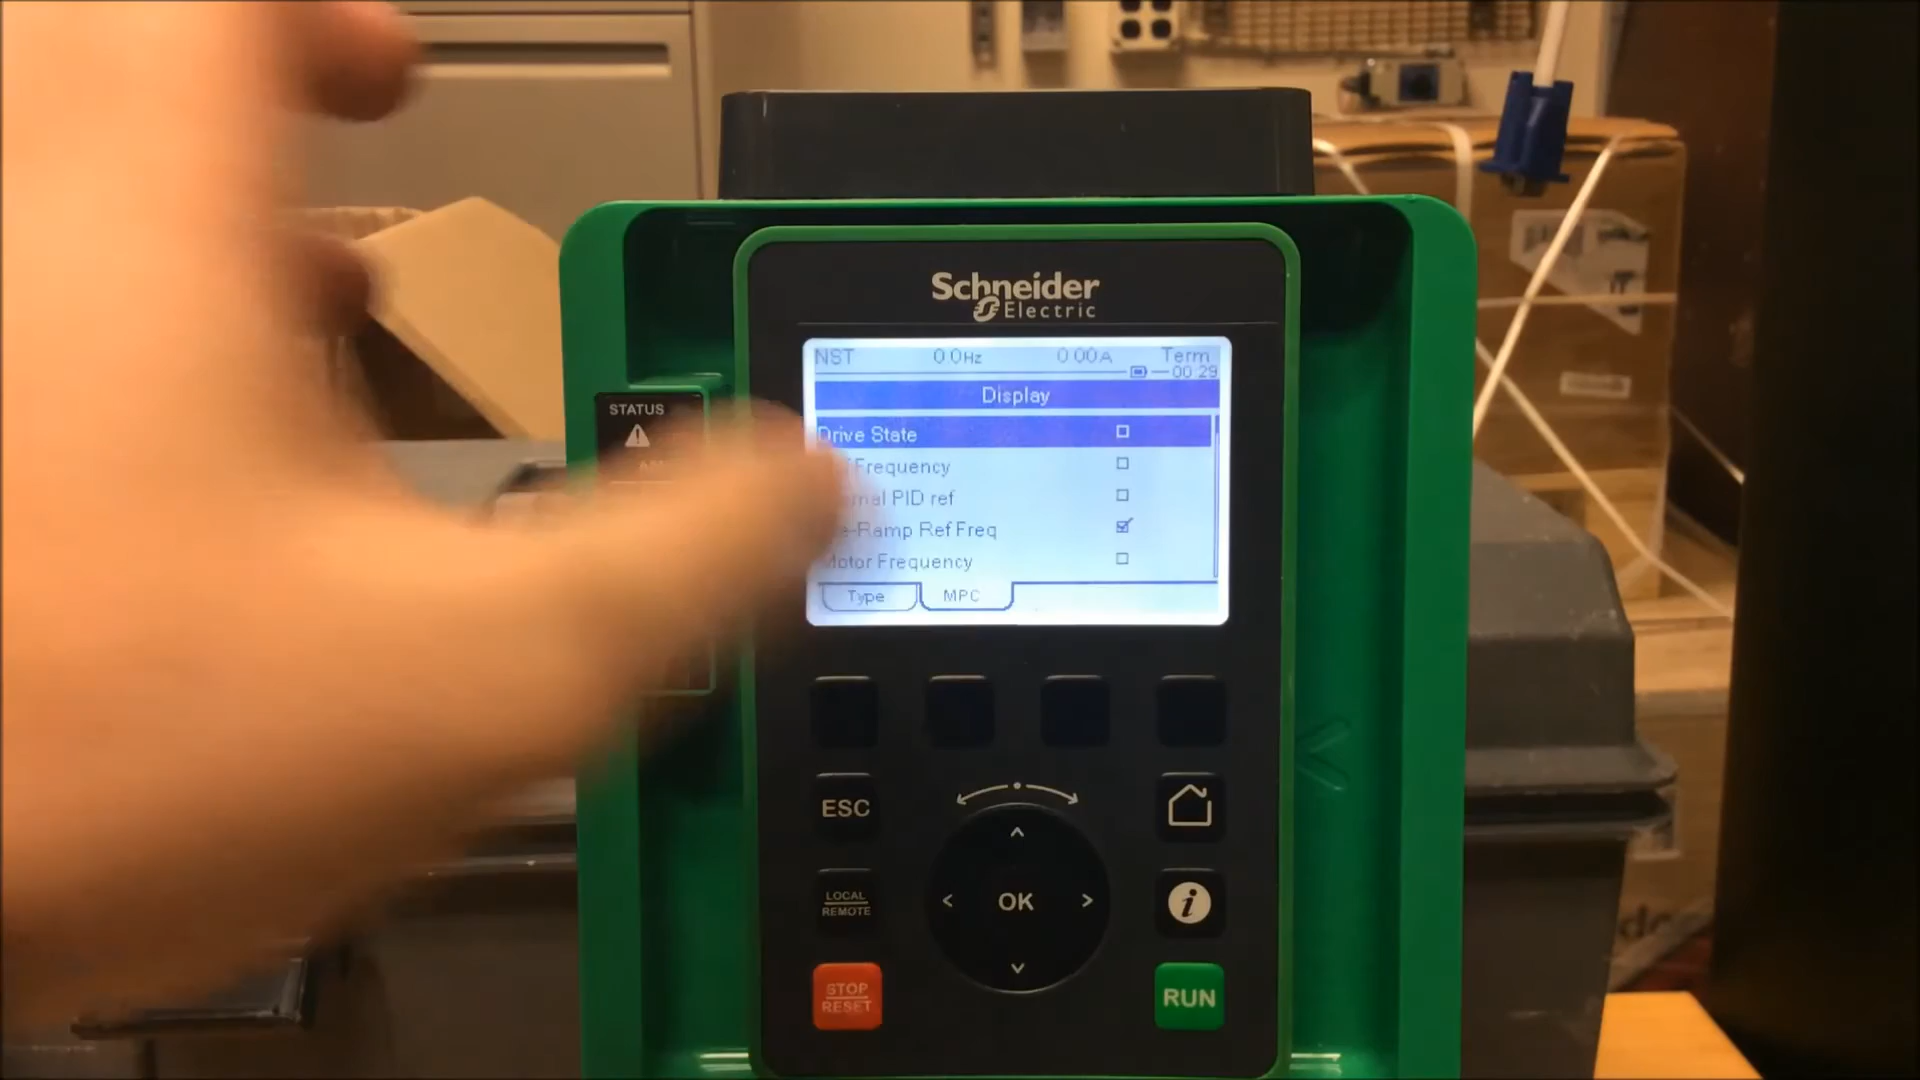 Schneider
Electric
NST 0.0Hz 0.00A Term
00:29
Display
Drive State
Frequency
PID ref
Ramp Ref Freq
Motor Frequency
Type MPC
STATUS
ESC
LOCAL
REMOTE
OK
STOP
RESET
RUN